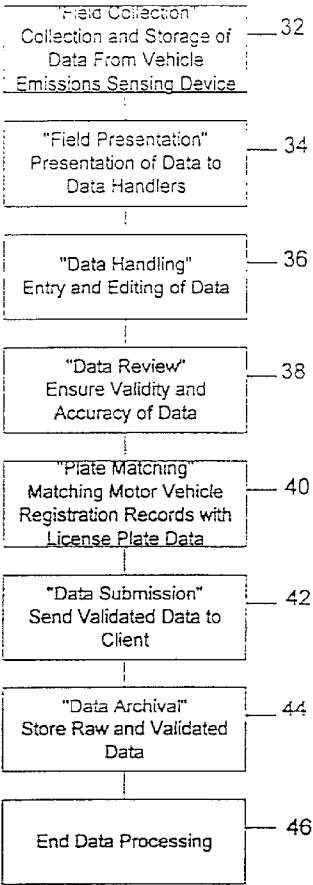 "Field Collection"
Collection and Storage of
Data From Vehicle
Emissions Sensing Device
32
"Field Presentation"
Presentation of Data to
Data Handlers
34
"Data Handling"
Entry and Editing of Data
36
"Data Review"
Ensure Validity and
Accuracy of Data
38
"Plate Matching"
Matching Motor Vehicle
Registration Records with
License Plate Data
40
"Data Submission"
Send Validated Data to
Client
42
"Data Archival"
Store Raw and Validated
Data
44
End Data Processing
46